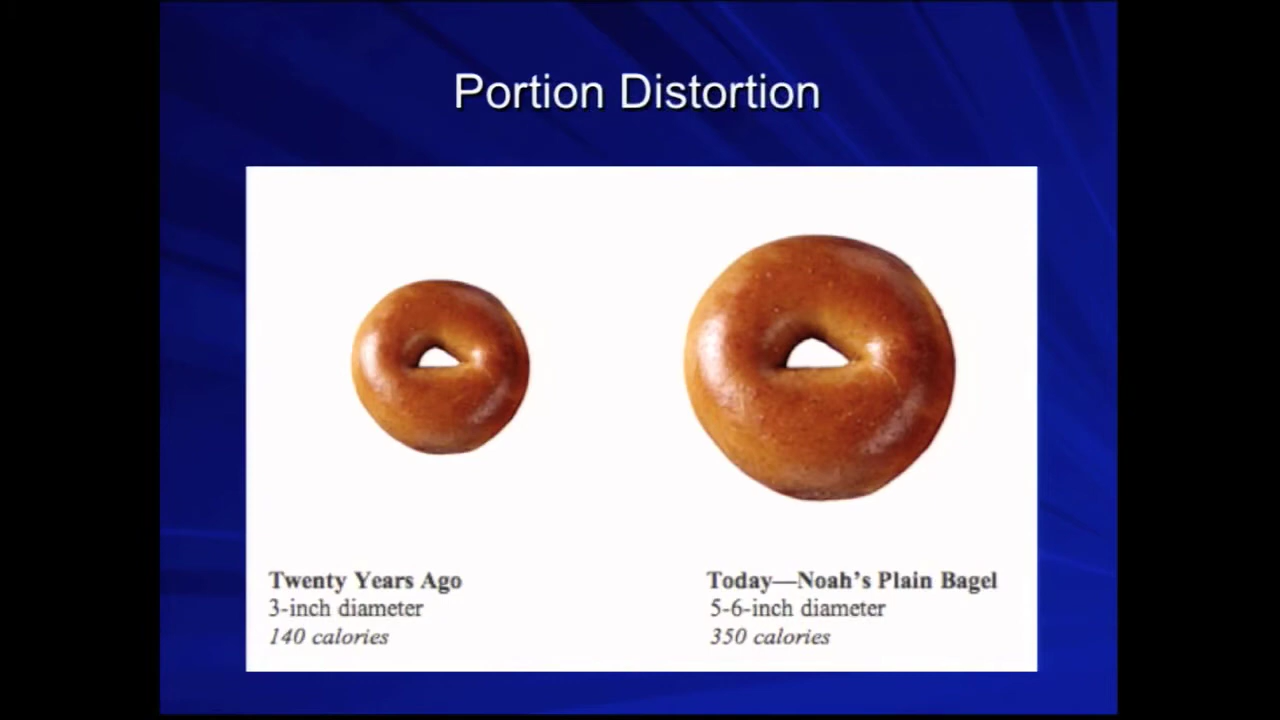 Portion Distortion
Twenty Years Ago
3-inch diameter
140 calories
Today—Noah's Plain Bagel
5-6-inch diameter
350 calories